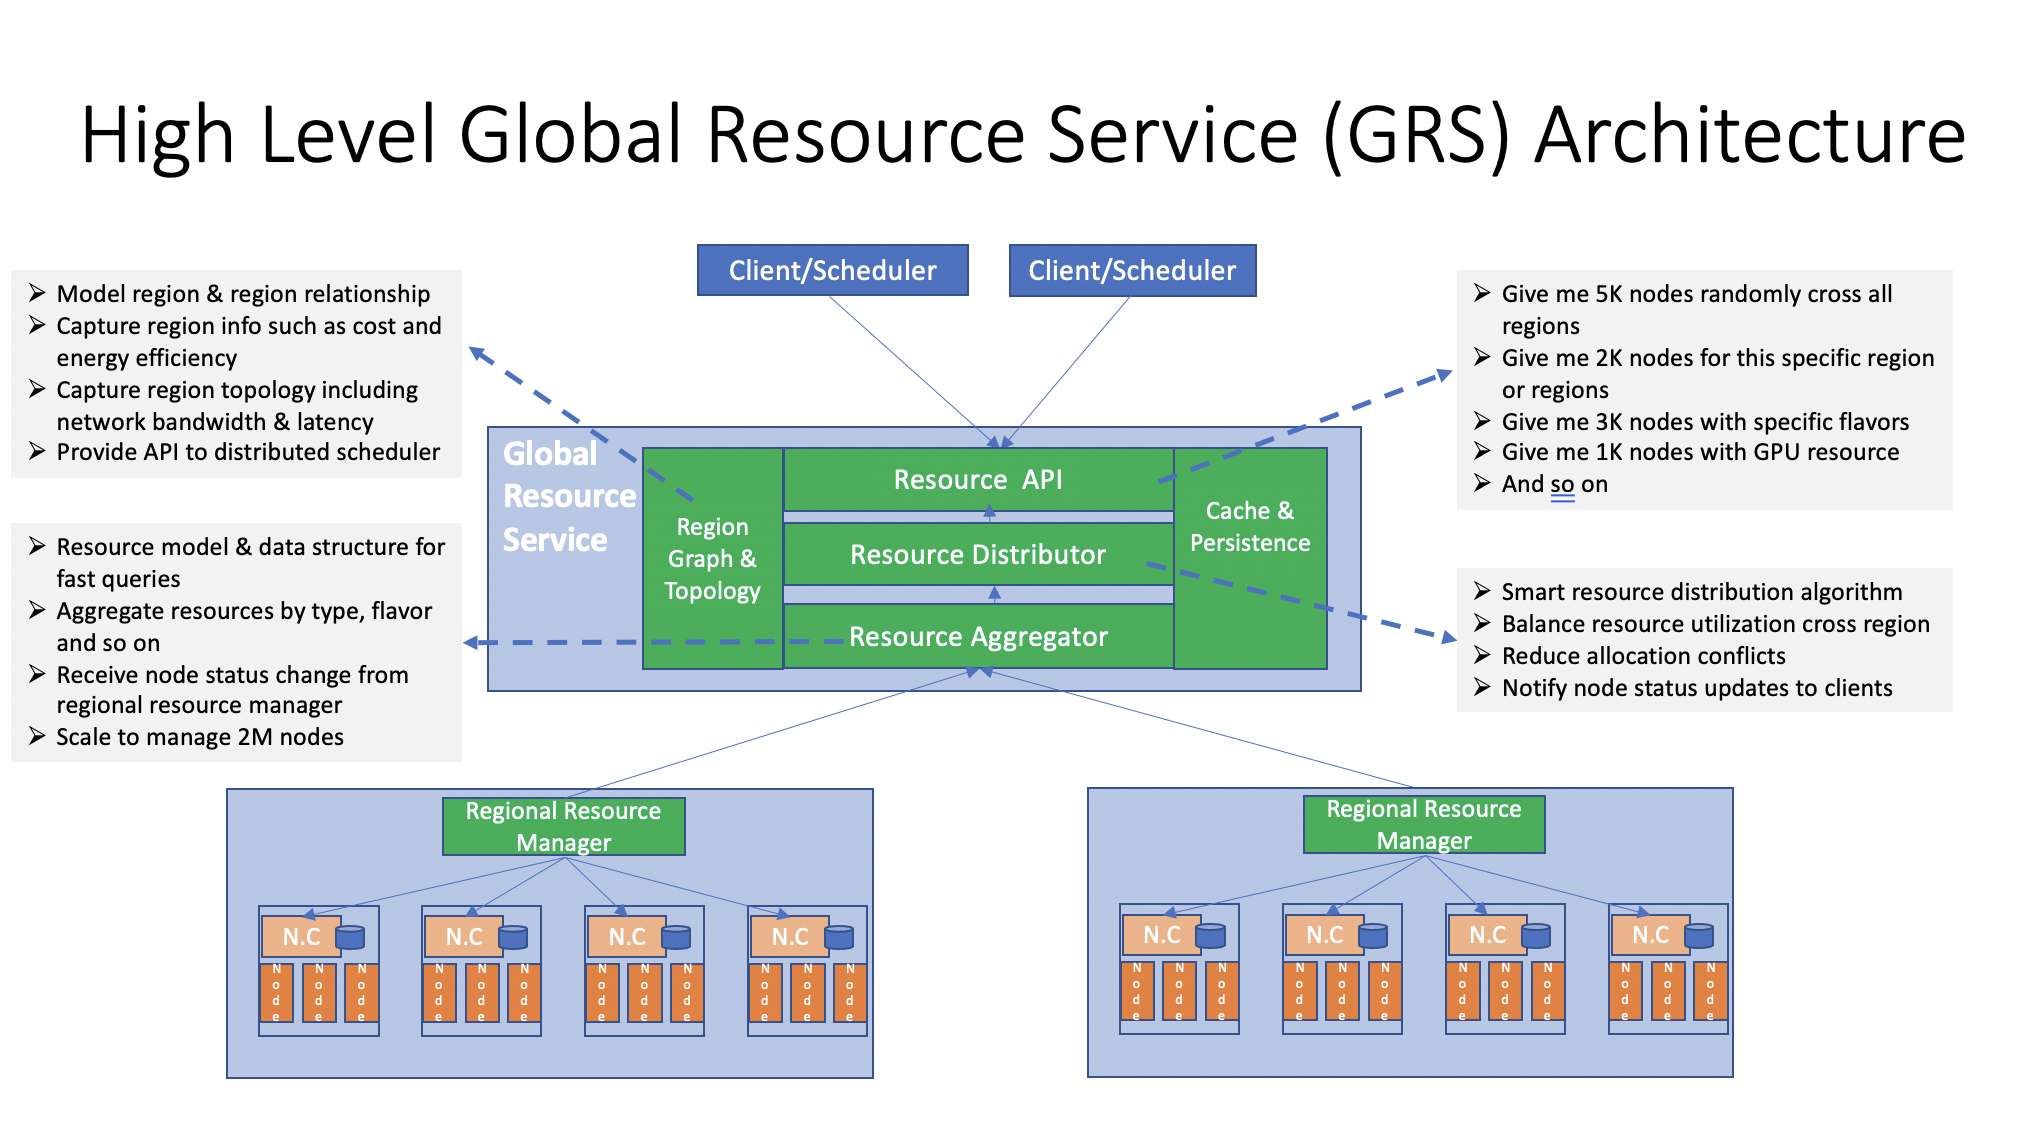 High Level Global Resource Service (GRS) Architecture
Client/Scheduler
Client/Scheduler
➢ Model region & region relationship
➢ Capture region info such as cost and
energy efficiency
➢ Capture region topology including
network bandwidth & latency
➢ Provide API to distributed scheduler
➢ Give me 5K nodes randomly cross all
regions
➢ Give me 2K nodes for this specific region
or regions
➢ Give me 3K nodes with specific flavors
➢ Give me 1K nodes with GPU resource
➢ And so on
Global
Resource
Service
Region
Graph &
Topology
Resource API
Resource Distributor
Resource Aggregator
Cache &
Persistence
➢ Resource model & data structure for
fast queries
➢ Aggregate resources by type, flavor
and so on
➢ Receive node status change from
regional resource manager
➢ Scale to manage 2M nodes
➢ Smart resource distribution algorithm
➢ Balance resource utilization cross region
➢ Reduce allocation conflicts
➢ Notify node status updates to clients
Regional Resource
Manager
N.C
Node
Node
Node
N.C
Node
Node
Node
N.C
Node
Node
Node
N.C
Node
Node
Node
Regional Resource
Manager
N.C
Node
Node
Node
N.C
Node
Node
Node
N.C
Node
Node
Node
N.C
Node
Node
Node